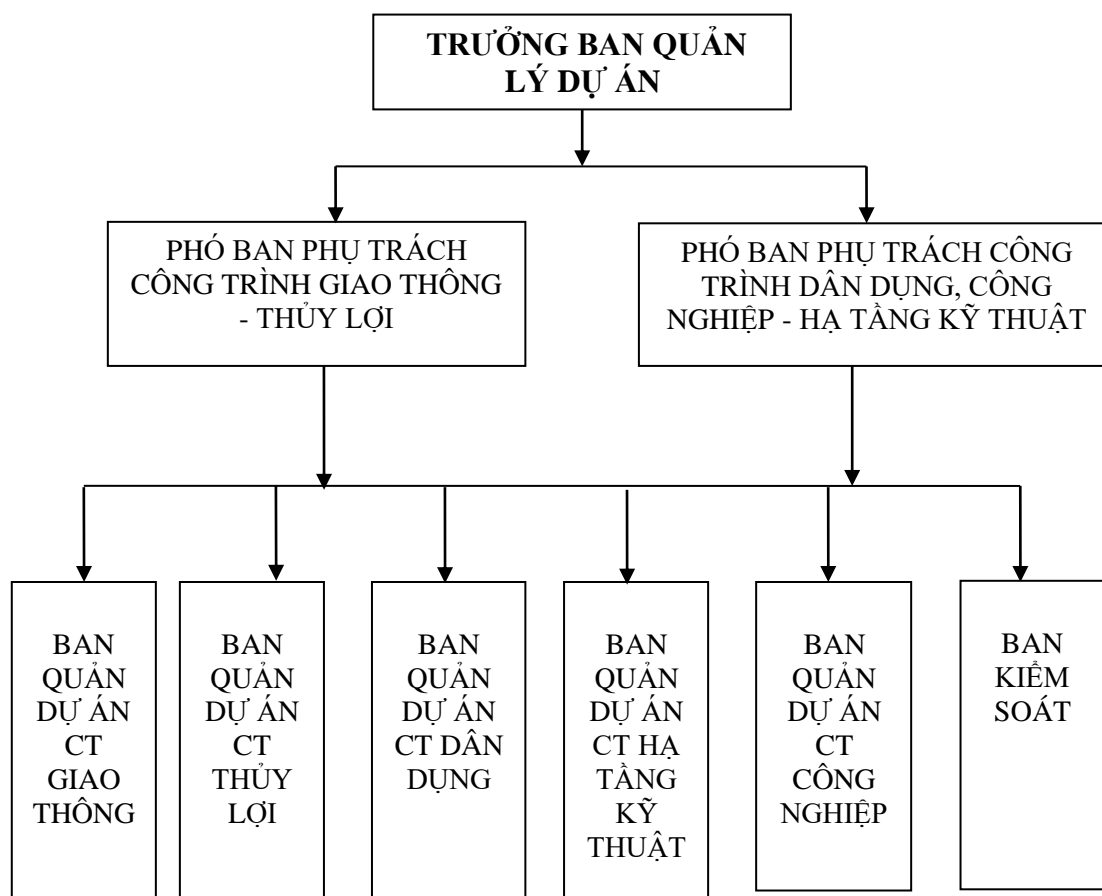 TRƯỞNG BAN QUẢN
LÝ DỰ ÁN
PHÓ BAN PHỤ TRÁCH
CÔNG TRÌNH GIAO THÔNG
- THỦY LỢI
PHÓ BAN PHỤ TRÁCH CÔNG
TRÌNH DÂN DỤNG, CÔNG
NGHIỆP - HẠ TẦNG KỸ THUẬT
BAN
QUẢN
DỰ ÁN
CT
GIAO
THÔNG
BAN
QUẢN
DỰ ÁN
CT
THỦY
LỢI
BAN
QUẢN
DỰ ÁN
CT DÂN
DỤNG
BAN
QUẢN
DỰ ÁN
CT HẠ
TẦNG
KỸ
THUẬT
BAN
QUẢN
DỰ ÁN
CT
CÔNG
NGHIỆP
BAN
KIỂM
SOÁT